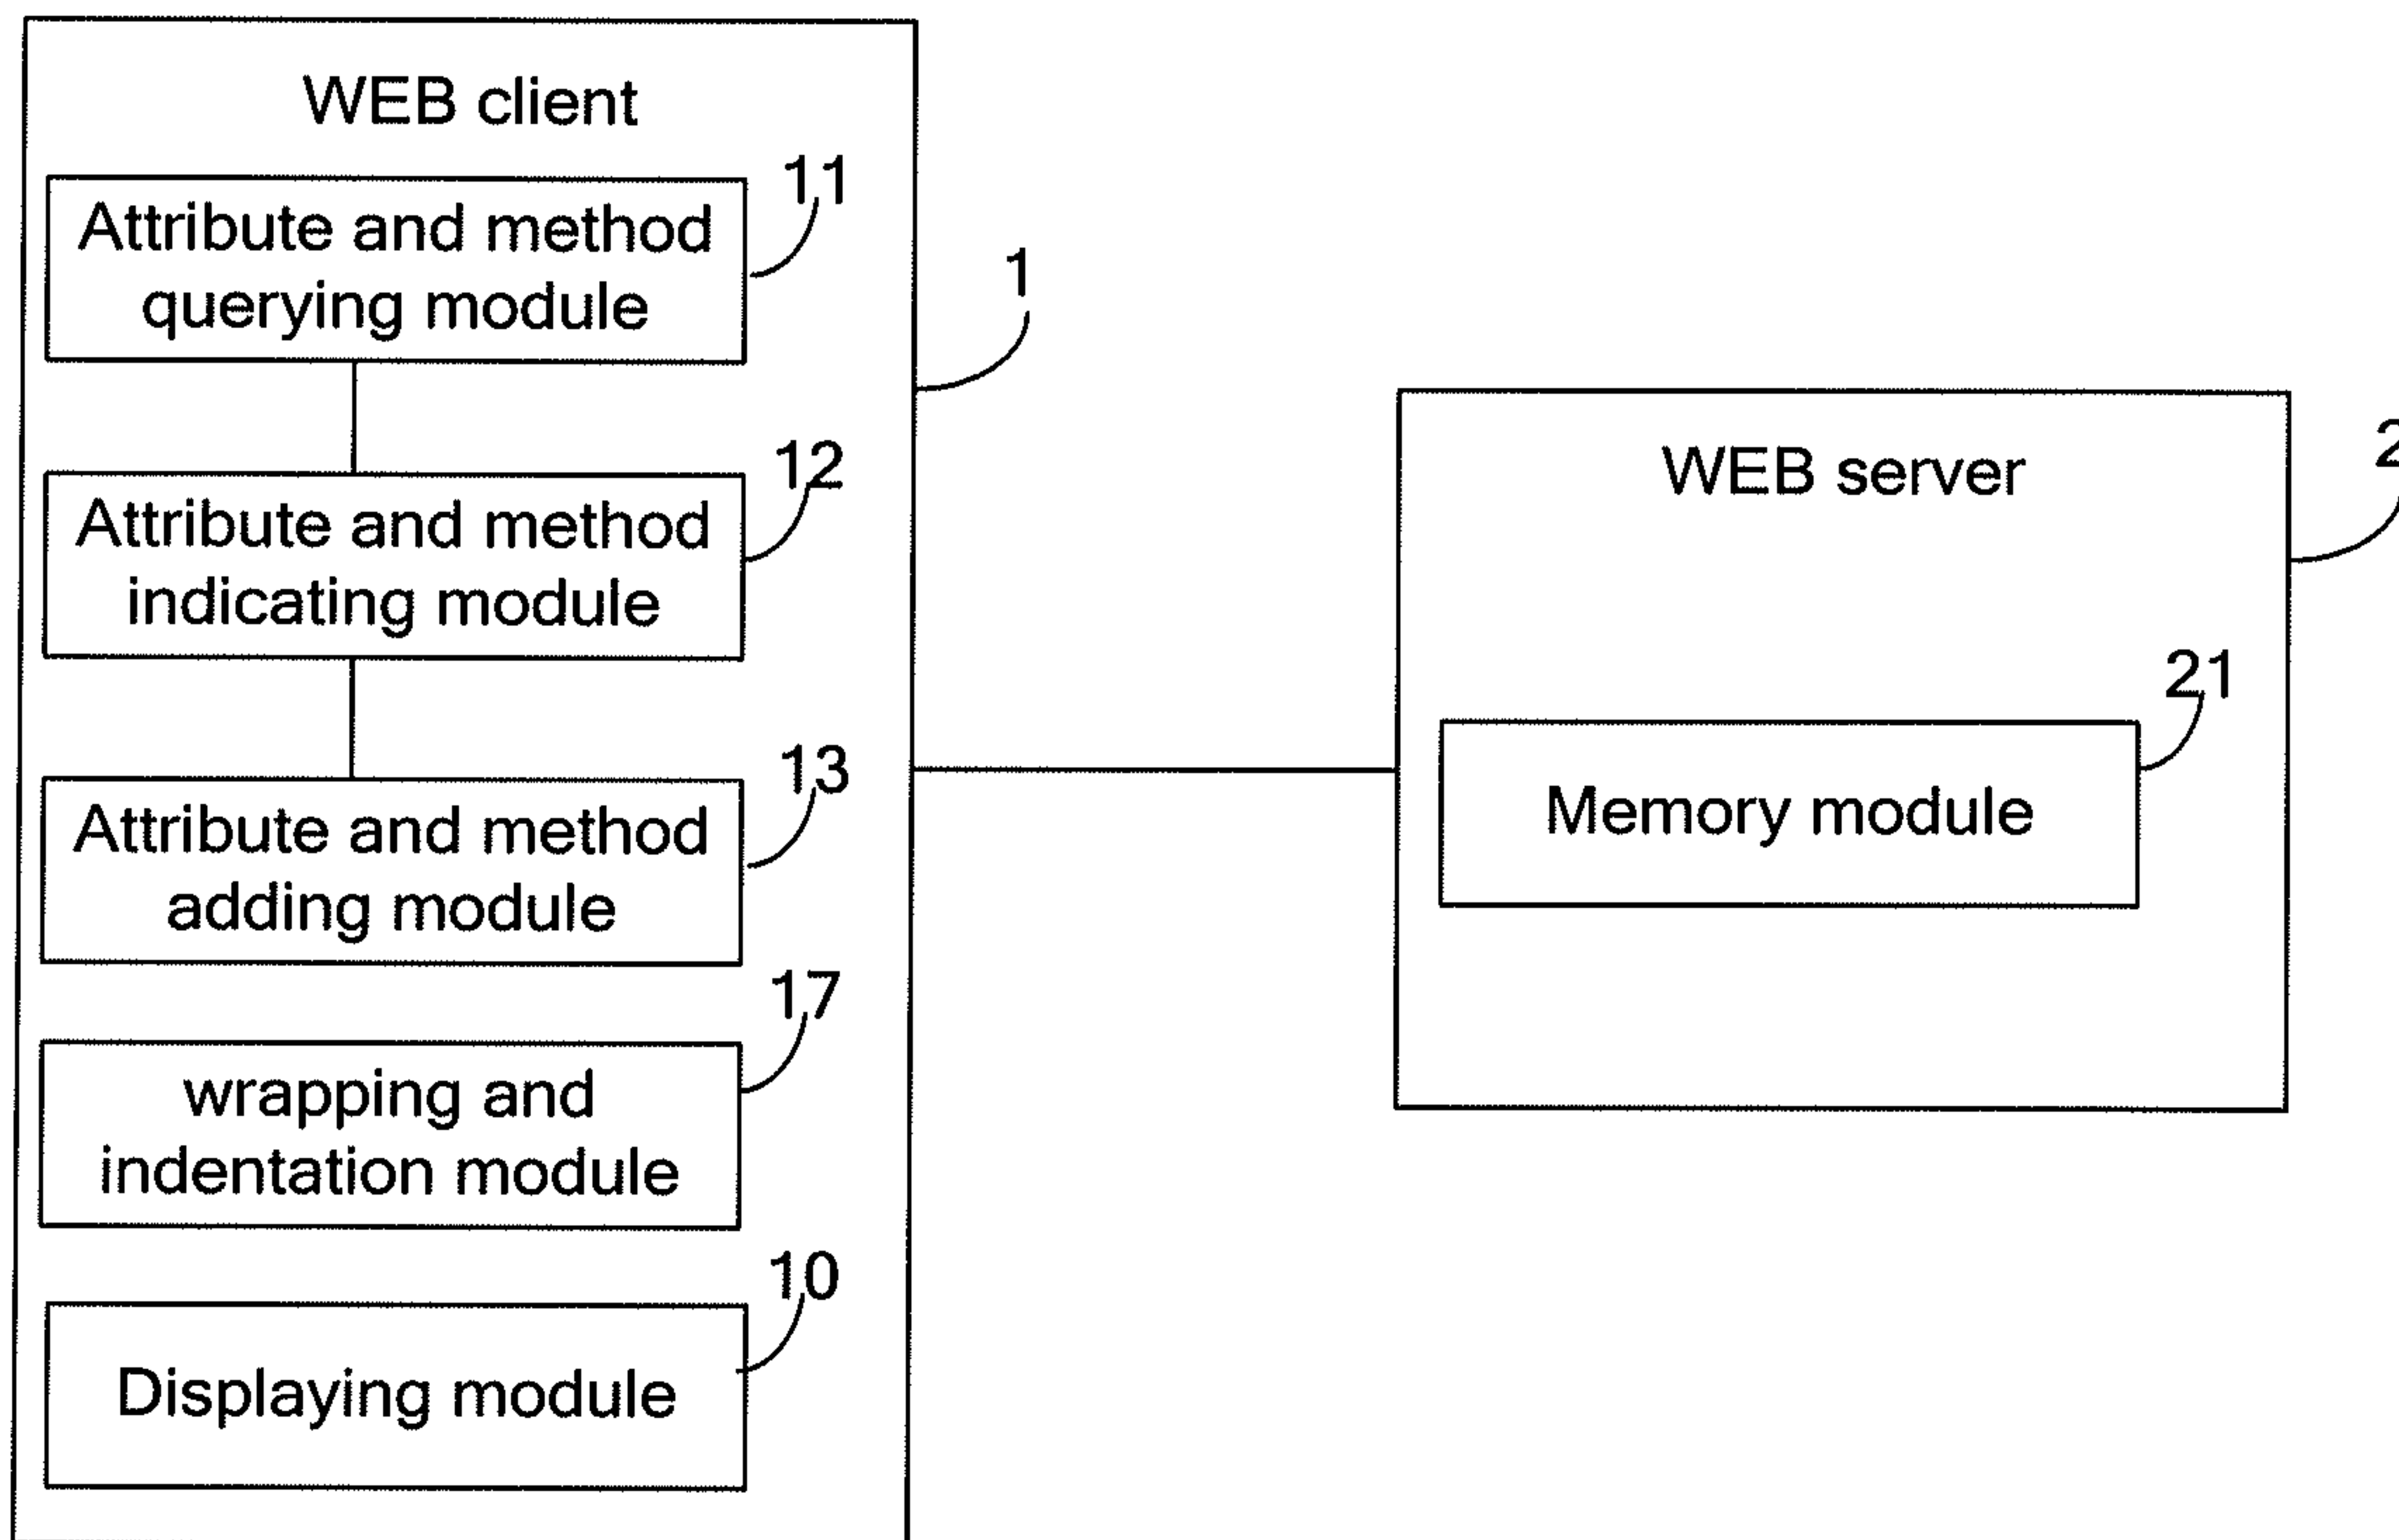 WEB client
11
Attribute and method
querying module
1
12
Attribute and method
indicating module
13
Attribute and method
adding module
17
wrapping and
indentation module
10
Displaying module
WEB server
2
21
Memory module